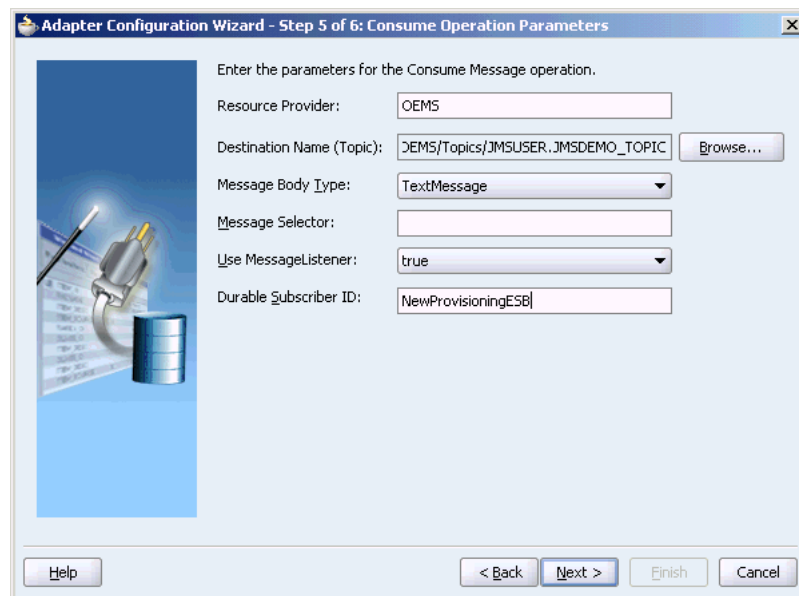 Adapter Configuration Wizard - Step 5 of 6: Consume Operation Parameters
Enter the parameters for the Consume Message operation.
Resource Provider: OEMS
Destination Name (Topic): OEMS/Topics/JMSUSER.JMSDEMO_TOPIC Browse...
Message Body Type: TextMessage
Message Selector:
Use MessageListener: true
Durable Subscriber ID: NewProvisioningESB
Help < Back Next > Finish Cancel